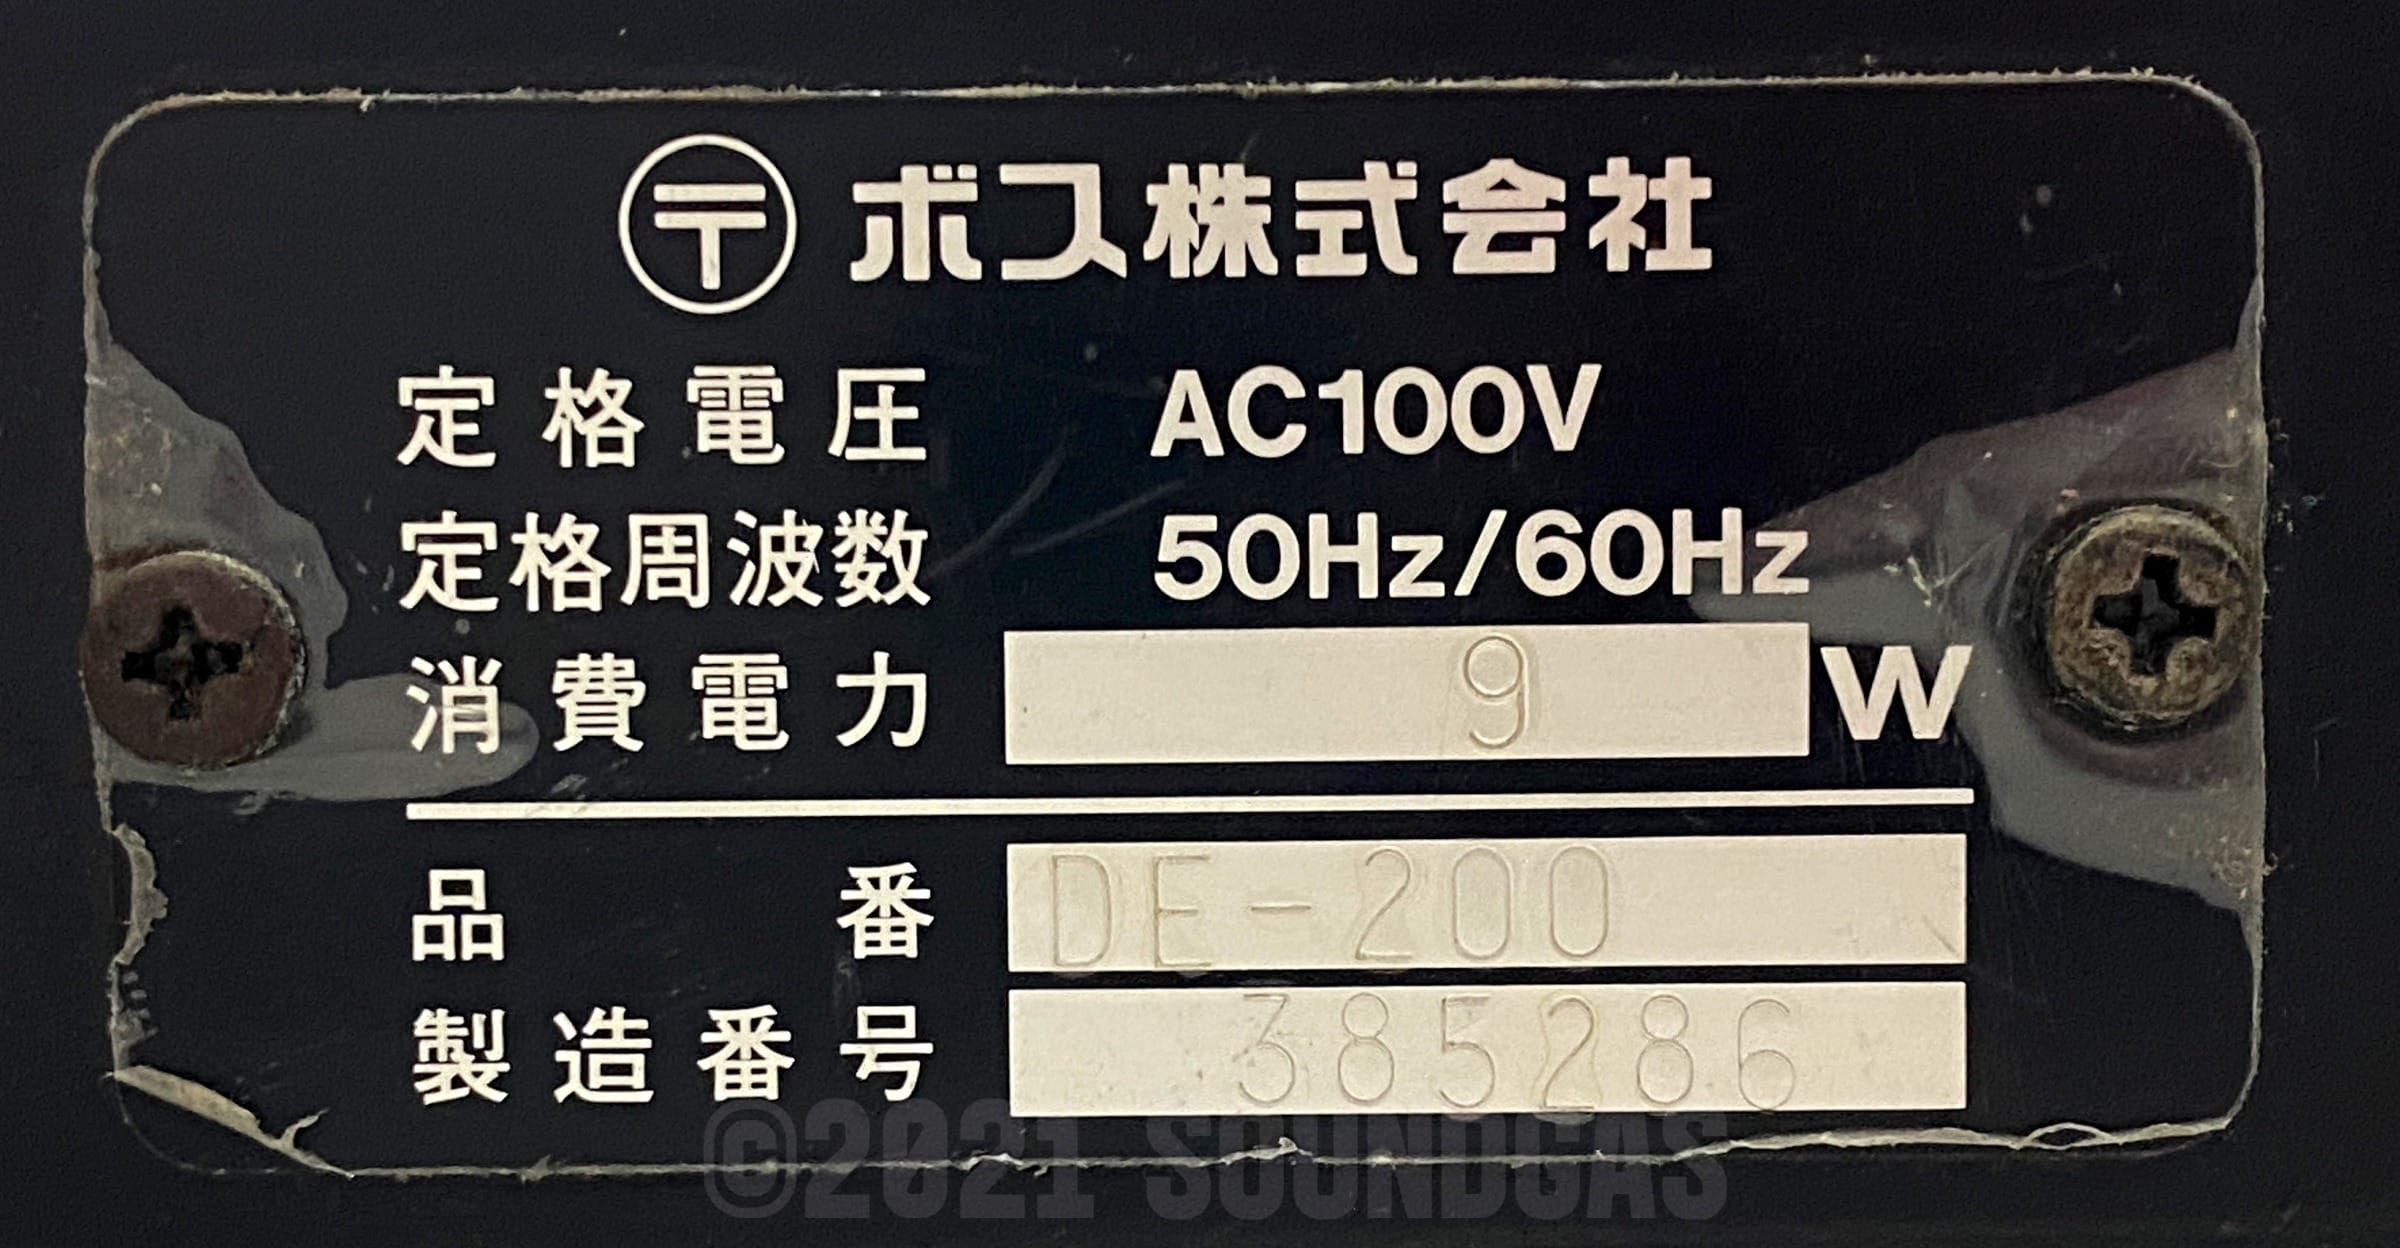 〒 ボス株式会社
定格電圧 AC100V
定格周波数 50Hz/60Hz
消費電力 9 W
品番 DE-200
製造番号 385286
©2021 SOUNDGAS